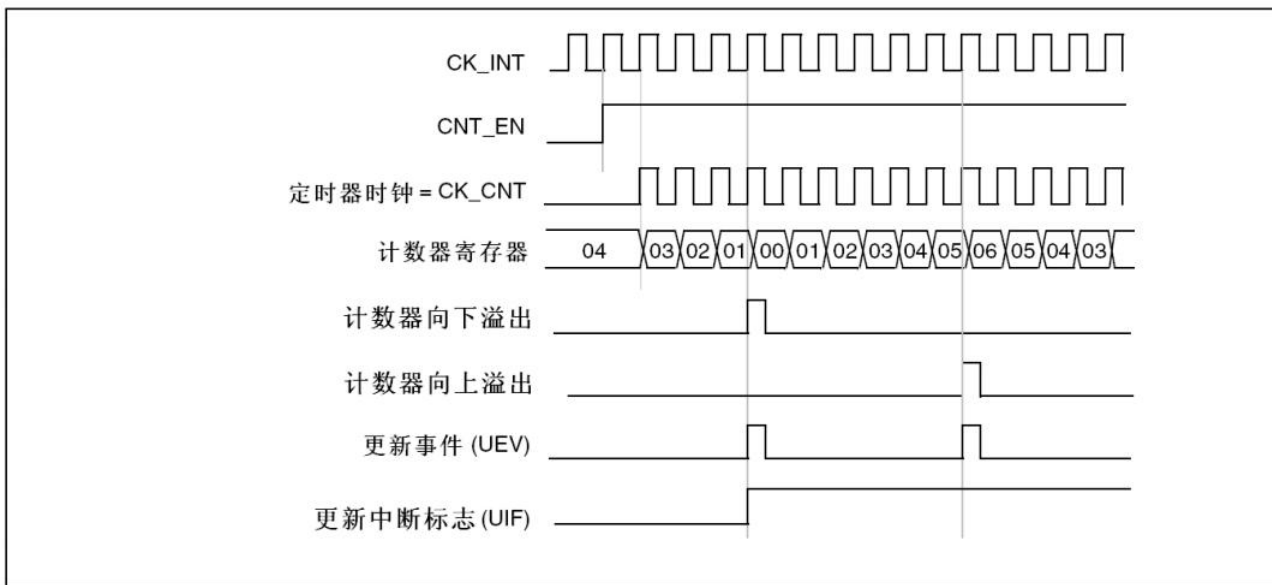 CK_INT
CNT_EN
定时器时钟 = CK_CNT
计数器寄存器 04 03 02 01 00 01 02 03 04 05 06 05 04 03
计数器向下溢出
计数器向上溢出
更新事件 (UEV)
更新中断标志 (UIF)